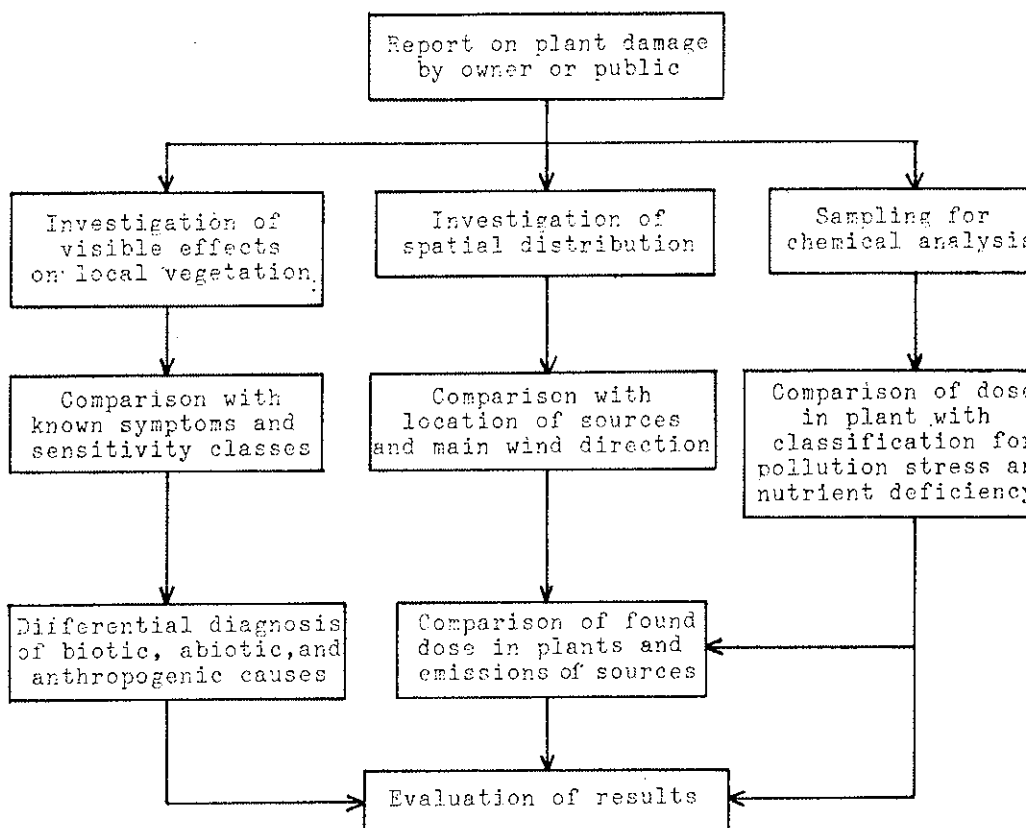 Report on plant damage
by owner or public
Investigation of
visible effects
on local vegetation
Investigation of
spatial distribution
Sampling for
chemical analysis
Comparison with
known symptoms and
sensitivity classes
Comparison with
location of sources
and main wind direction
Comparison of dose
in plant with
classification for
pollution stress an
nutrient deficiency
Differential diagnosis
of biotic, abiotic, and
anthropogenic causes
Comparison of found
dose in plants and
emissions of sources
Evaluation of results